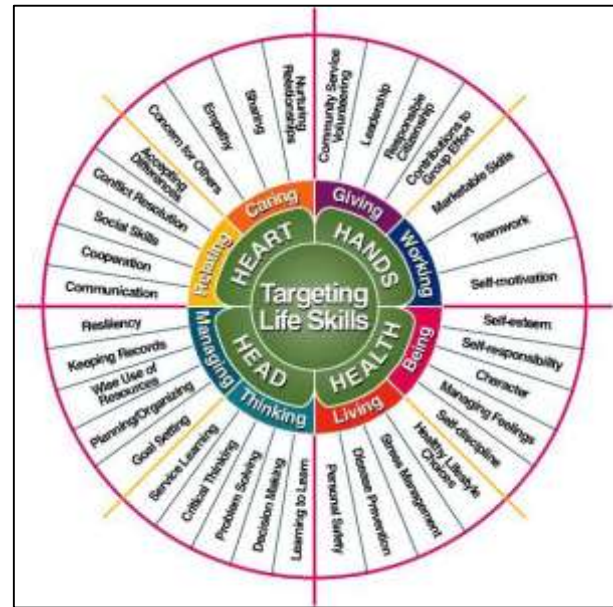 Targeting
Life Skills
HEART
HANDS
HEALTH
HEAD
Relating
Caring
Giving
Working
Being
Living
Thinking
Managing
Communication
Cooperation
Social Skills
Conflict Resolution
Accepting
Differences
Concern for Others
Empathy
Sharing
Nurturing
Relationships
Community Service
Volunteering
Leadership
Responsible
Citizenship
Contributions to
Group Effort
Marketable Skills
Teamwork
Self-motivation
Self-esteem
Self-responsibility
Character
Managing Feelings
Self-discipline
Healthy Lifestyle
Choices
Stress Management
Disease Prevention
Personal Safety
Learning to Learn
Decision Making
Problem Solving
Critical Thinking
Service Learning
Goal Setting
Planning/Organizing
Wise Use of
Resources
Keeping Records
Resiliency